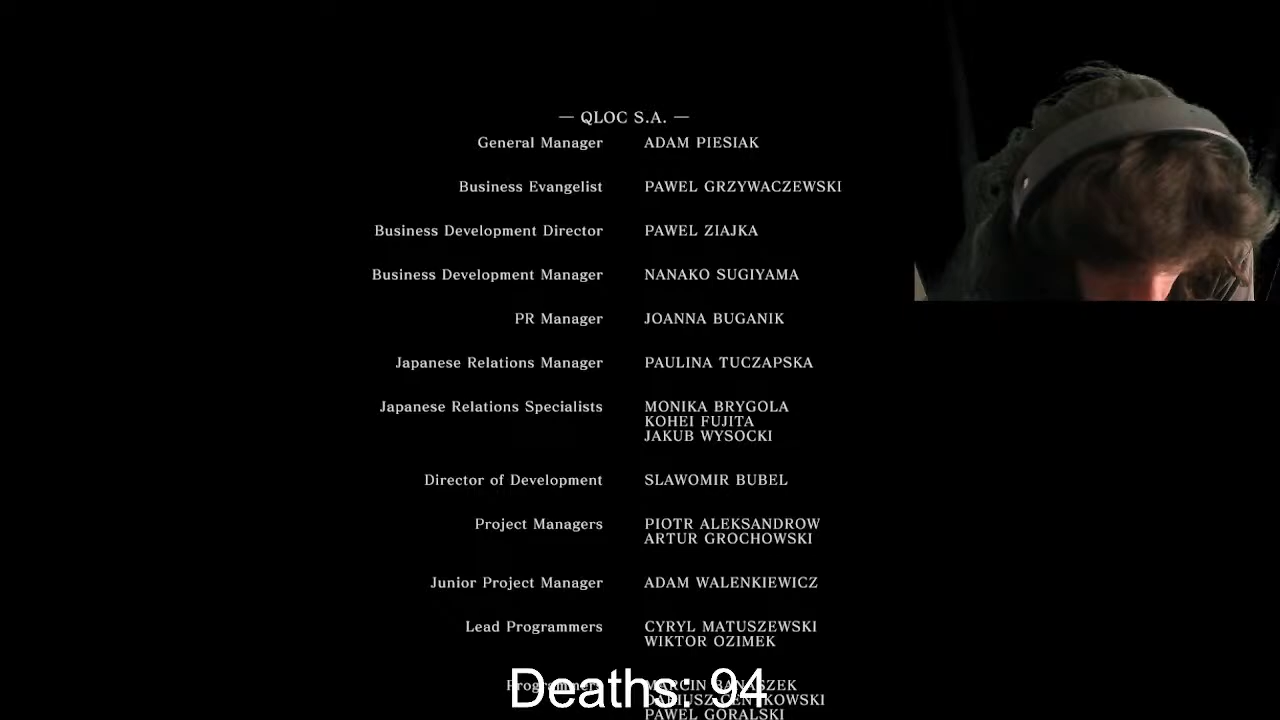 — QLOC S.A. —
General Manager ADAM PIESIAK
Business Evangelist PAWEL GRZYWACZEWSKI
Business Development Director PAWEL ZIAJKA
Business Development Manager NANAKO SUGIYAMA
PR Manager JOANNA BUGANIK
Japanese Relations Manager PAULINA TUCZAPSKA
Japanese Relations Specialists MONIKA BRYGOLA
KOHEI FUJITA
JAKUB WYSOCKI
Director of Development SLAWOMIR BUBEL
Project Managers PIOTR ALEKSANDROW
ARTUR GROCHOWSKI
Junior Project Manager ADAM WALENKIEWICZ
Lead Programmers CYRYL MATUSZEWSKI
WIKTOR OZIMEK
Programmers MARCIN BANASZEK
PAWEL GORALSKI
Deaths: 94